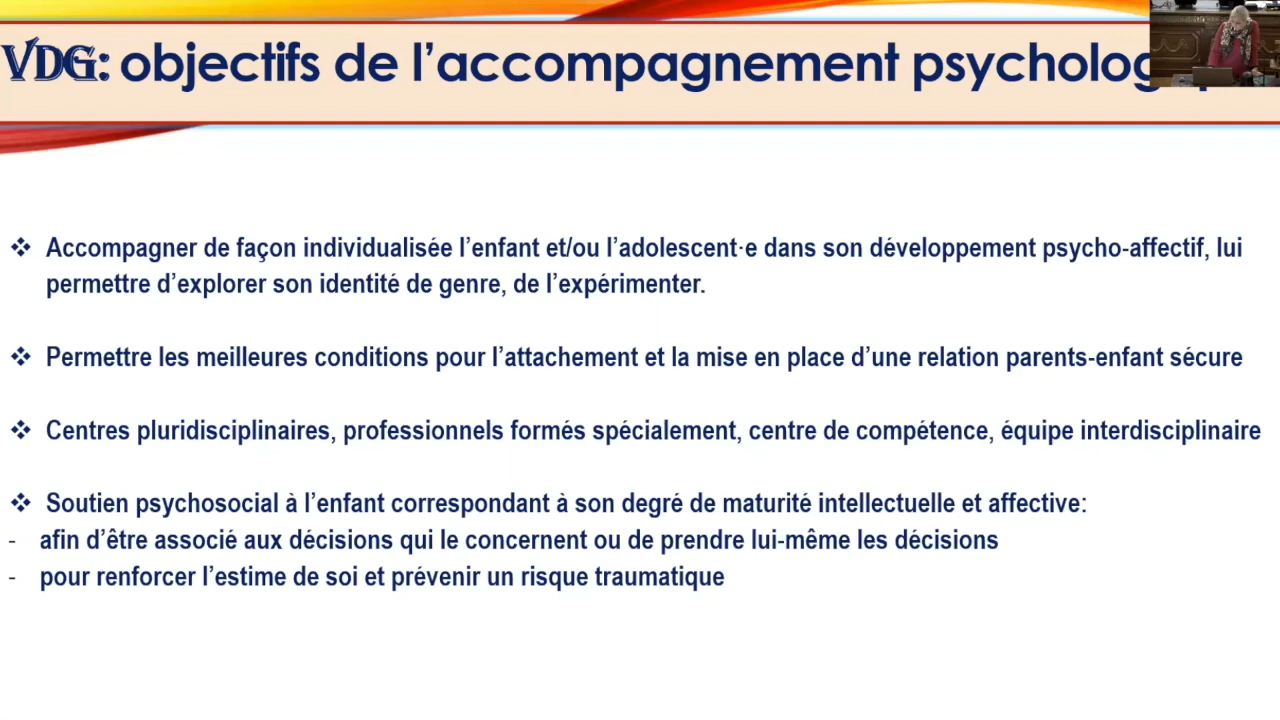 VDG: objectifs de l’accompagnement
❖ Accompagner de façon individualisée l’enfant et/ou l’adolescent·e dans son développement psycho-affectif, lui
permettre d’explorer son identité de genre, de l’expérimenter.
❖ Permettre les meilleures conditions pour l’attachement et la mise en place d’une relation parents-enfant sécure
❖ Centres pluridisciplinaires, professionnels formés spécialement, centre de compétence, équipe interdisciplinaire
❖ Soutien psychosocial à l’enfant correspondant à son degré de maturité intellectuelle et affective:
- afin d’être associé aux décisions qui le concernent ou de prendre lui-même les décisions
- pour renforcer l’estime de soi et prévenir un risque traumatique